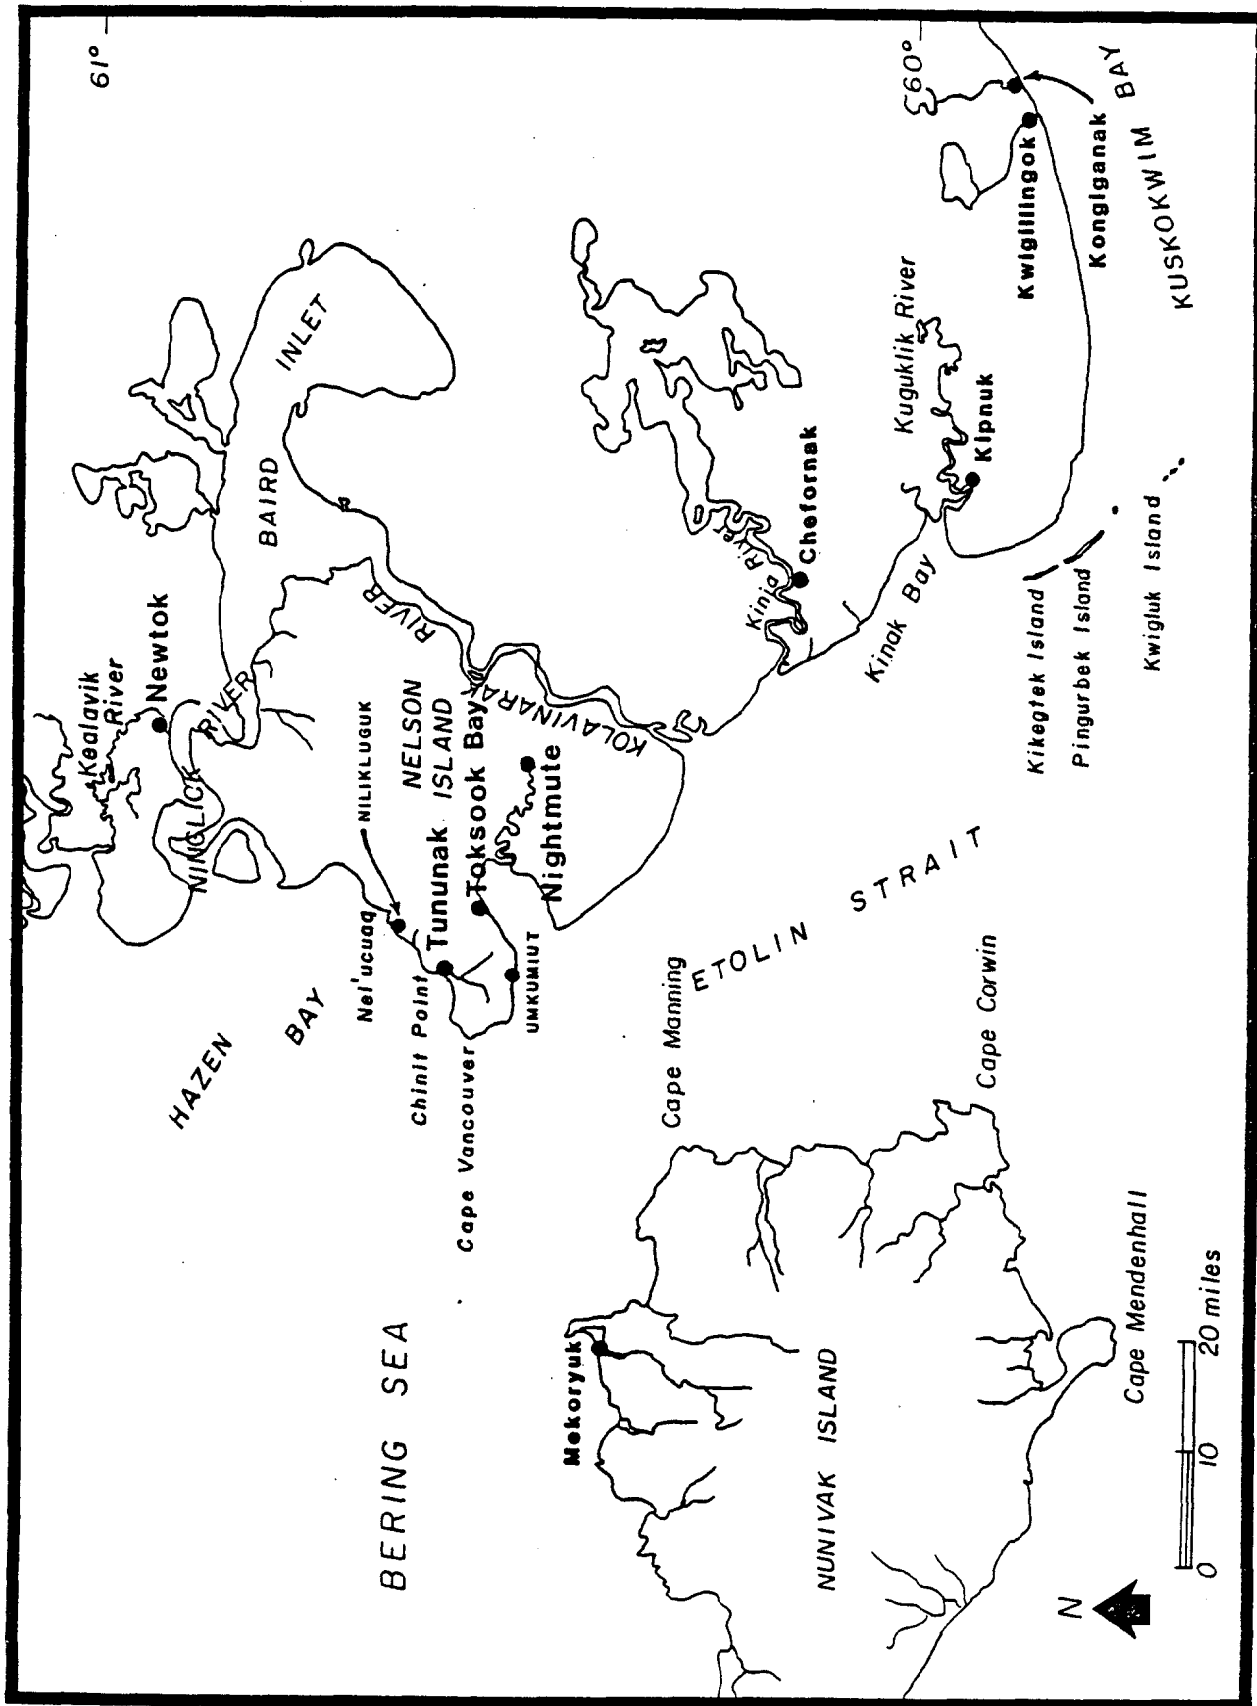 61°
60°
Kealavik
River
Newtok
NINGLICK
RIVER
BAIRD
INLET
HAZEN
BAY
NILIKLUGUK
Nel'ucuaq
NELSON
ISLAND
Tununak
Chinit Point
Toksook Bay
Cape Vancouver
UMKUMIUT
Nightmute
KOLAVINARAK
RIVER
BERING SEA
Kinia River
Chefornak
Kinak Bay
Kuguklik River
Kipnuk
Kwigillingok
Kongiganak
KUSKOKWIM BAY
Kikegtek Island
Pingurbek Island
Kwigluk Island
ETOLIN STRAIT
Cape Manning
Cape Corwin
Mekoryuk
NUNIVAK ISLAND
Cape Mendenhall
N
0 10 20 miles